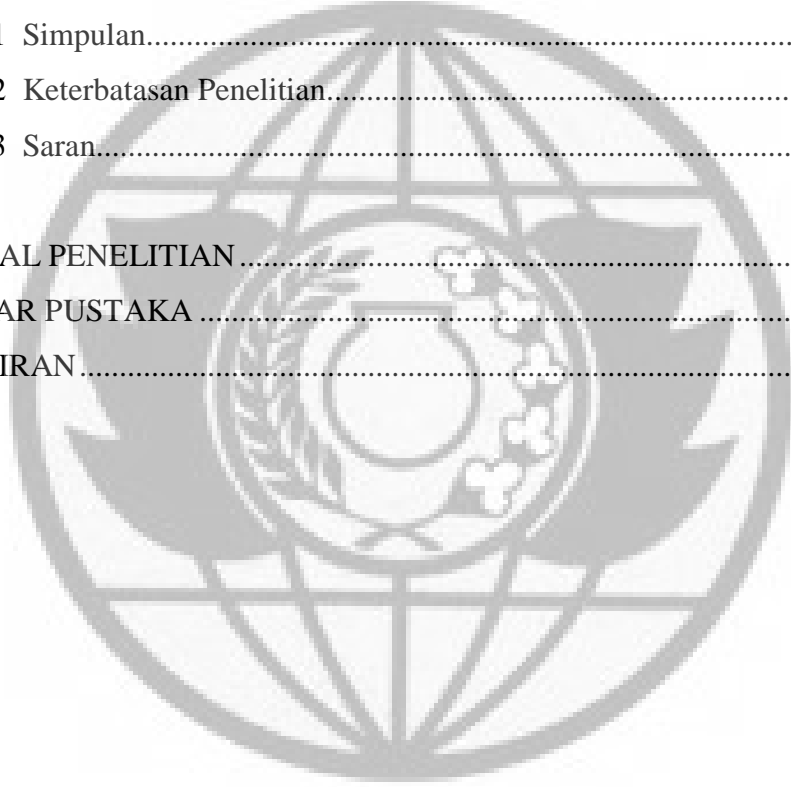 1 Simpulan
2 Keterbatasan Penelitian
3 Saran
AL PENELITIAN
AR PUSTAKA
IRAN